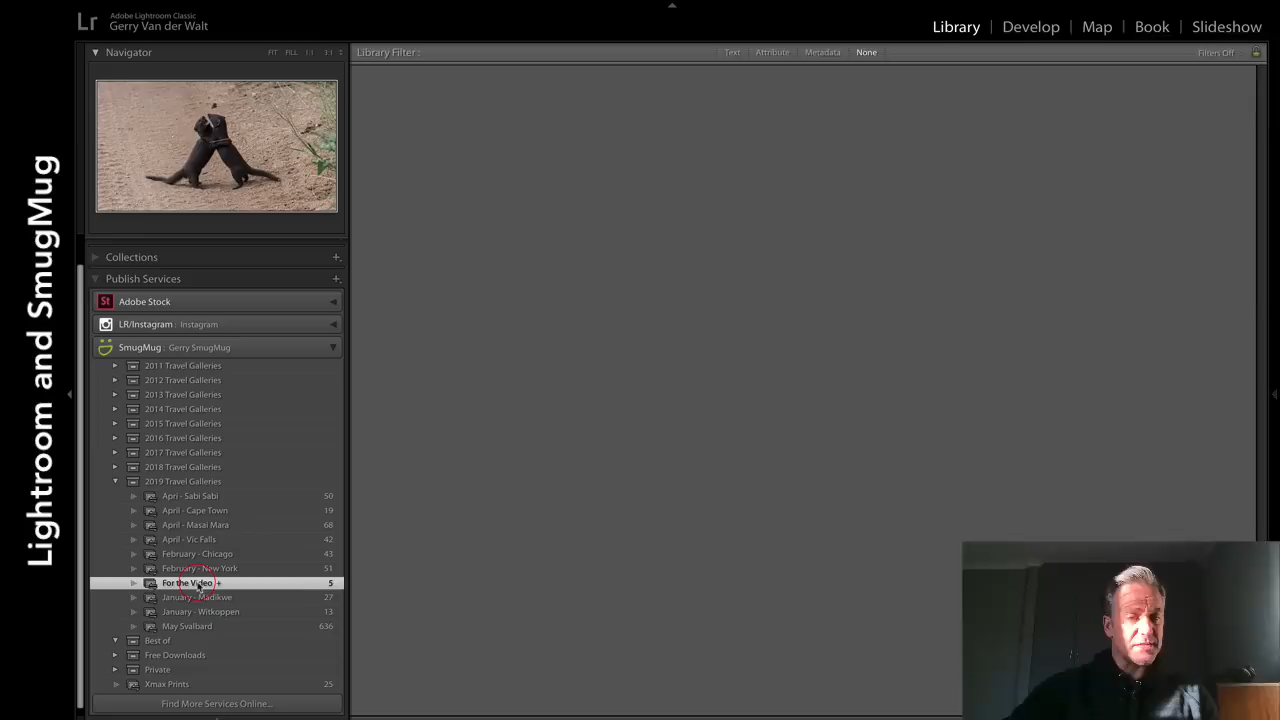 Lr
Adobe Lightroom Classic
Gerry Van der Walt
Library | Develop | Map | Book | Slideshow
Navigator
FIT FILL 1:1 3:1
Library Filter :
Text Attribute Metadata None
Filters Off
Lightroom and SmugMug
Collections +
Publish Services +
St Adobe Stock
LR/Instagram : Instagram
SmugMug : Gerry SmugMug
2011 Travel Galleries
2012 Travel Galleries
2013 Travel Galleries
2014 Travel Galleries
2015 Travel Galleries
2016 Travel Galleries
2017 Travel Galleries
2018 Travel Galleries
2019 Travel Galleries
Apri - Sabi Sabi 50
April - Cape Town 19
April - Masai Mara 68
April - Vic Falls 42
February - Chicago 43
February - New York 51
For the Video + 5
January - Madikwe 27
January - Witkoppen 13
May Svalbard 636
Best of
Free Downloads
Private
Xmax Prints 25
Find More Services Online...